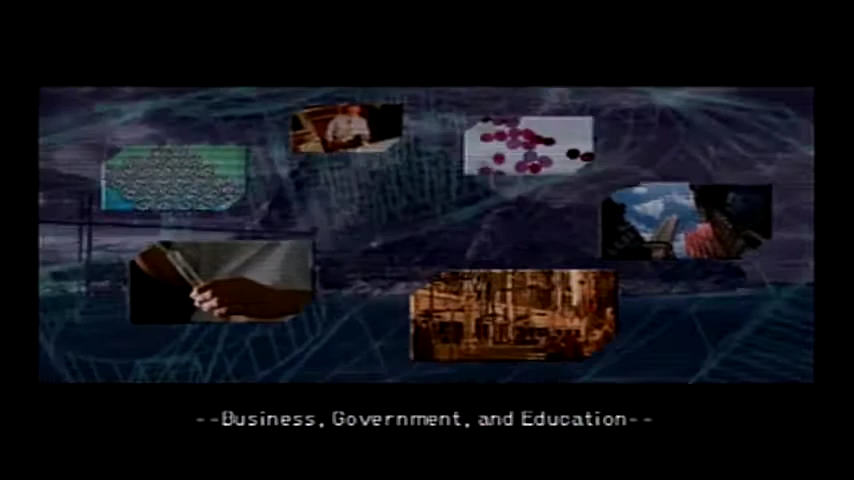 --Business, Government, and Education--